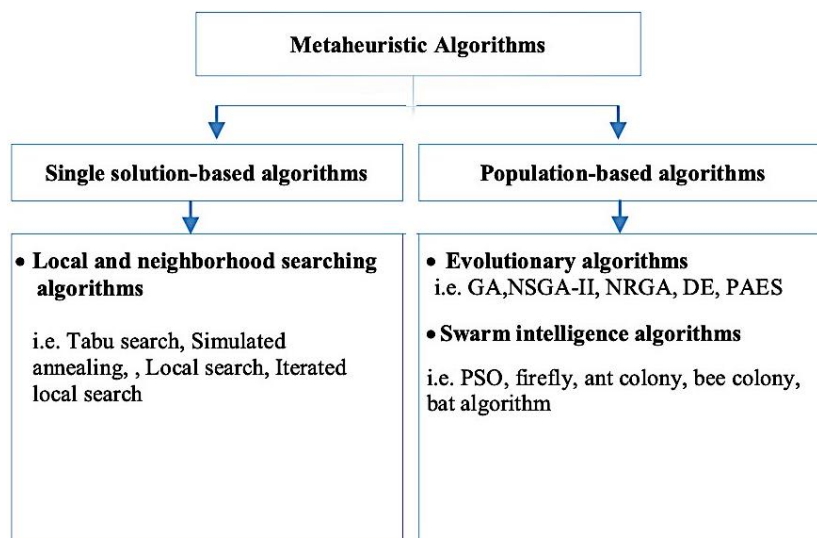 Metaheuristic Algorithms
Single solution-based algorithms
Population-based algorithms
• Local and neighborhood searching
algorithms
i.e. Tabu search, Simulated
annealing, , Local search, Iterated
local search
• Evolutionary algorithms
i.e. GA,NSGA-II, NRGA, DE, PAES
• Swarm intelligence algorithms
i.e. PSO, firefly, ant colony, bee colony,
bat algorithm